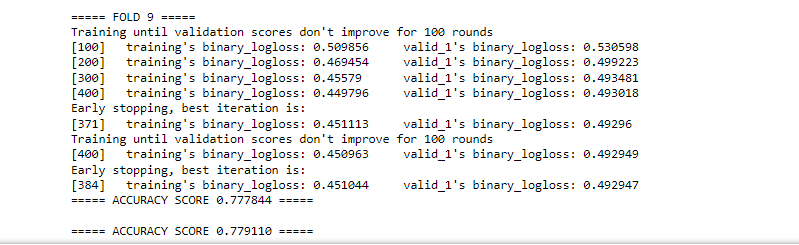 ===== FOLD 9 =====
Training until validation scores don't improve for 100 rounds
[100]	training's binary_logloss: 0.509856	valid_1's binary_logloss: 0.530598
[200]	training's binary_logloss: 0.469454	valid_1's binary_logloss: 0.499223
[300]	training's binary_logloss: 0.45579	valid_1's binary_logloss: 0.493481
[400]	training's binary_logloss: 0.449796	valid_1's binary_logloss: 0.493018
Early stopping, best iteration is:
[371]	training's binary_logloss: 0.451113	valid_1's binary_logloss: 0.49296
Training until validation scores don't improve for 100 rounds
[400]	training's binary_logloss: 0.450963	valid_1's binary_logloss: 0.492949
Early stopping, best iteration is:
[384]	training's binary_logloss: 0.451044	valid_1's binary_logloss: 0.492947
===== ACCURACY SCORE 0.777844 =====
===== ACCURACY SCORE 0.779110 =====